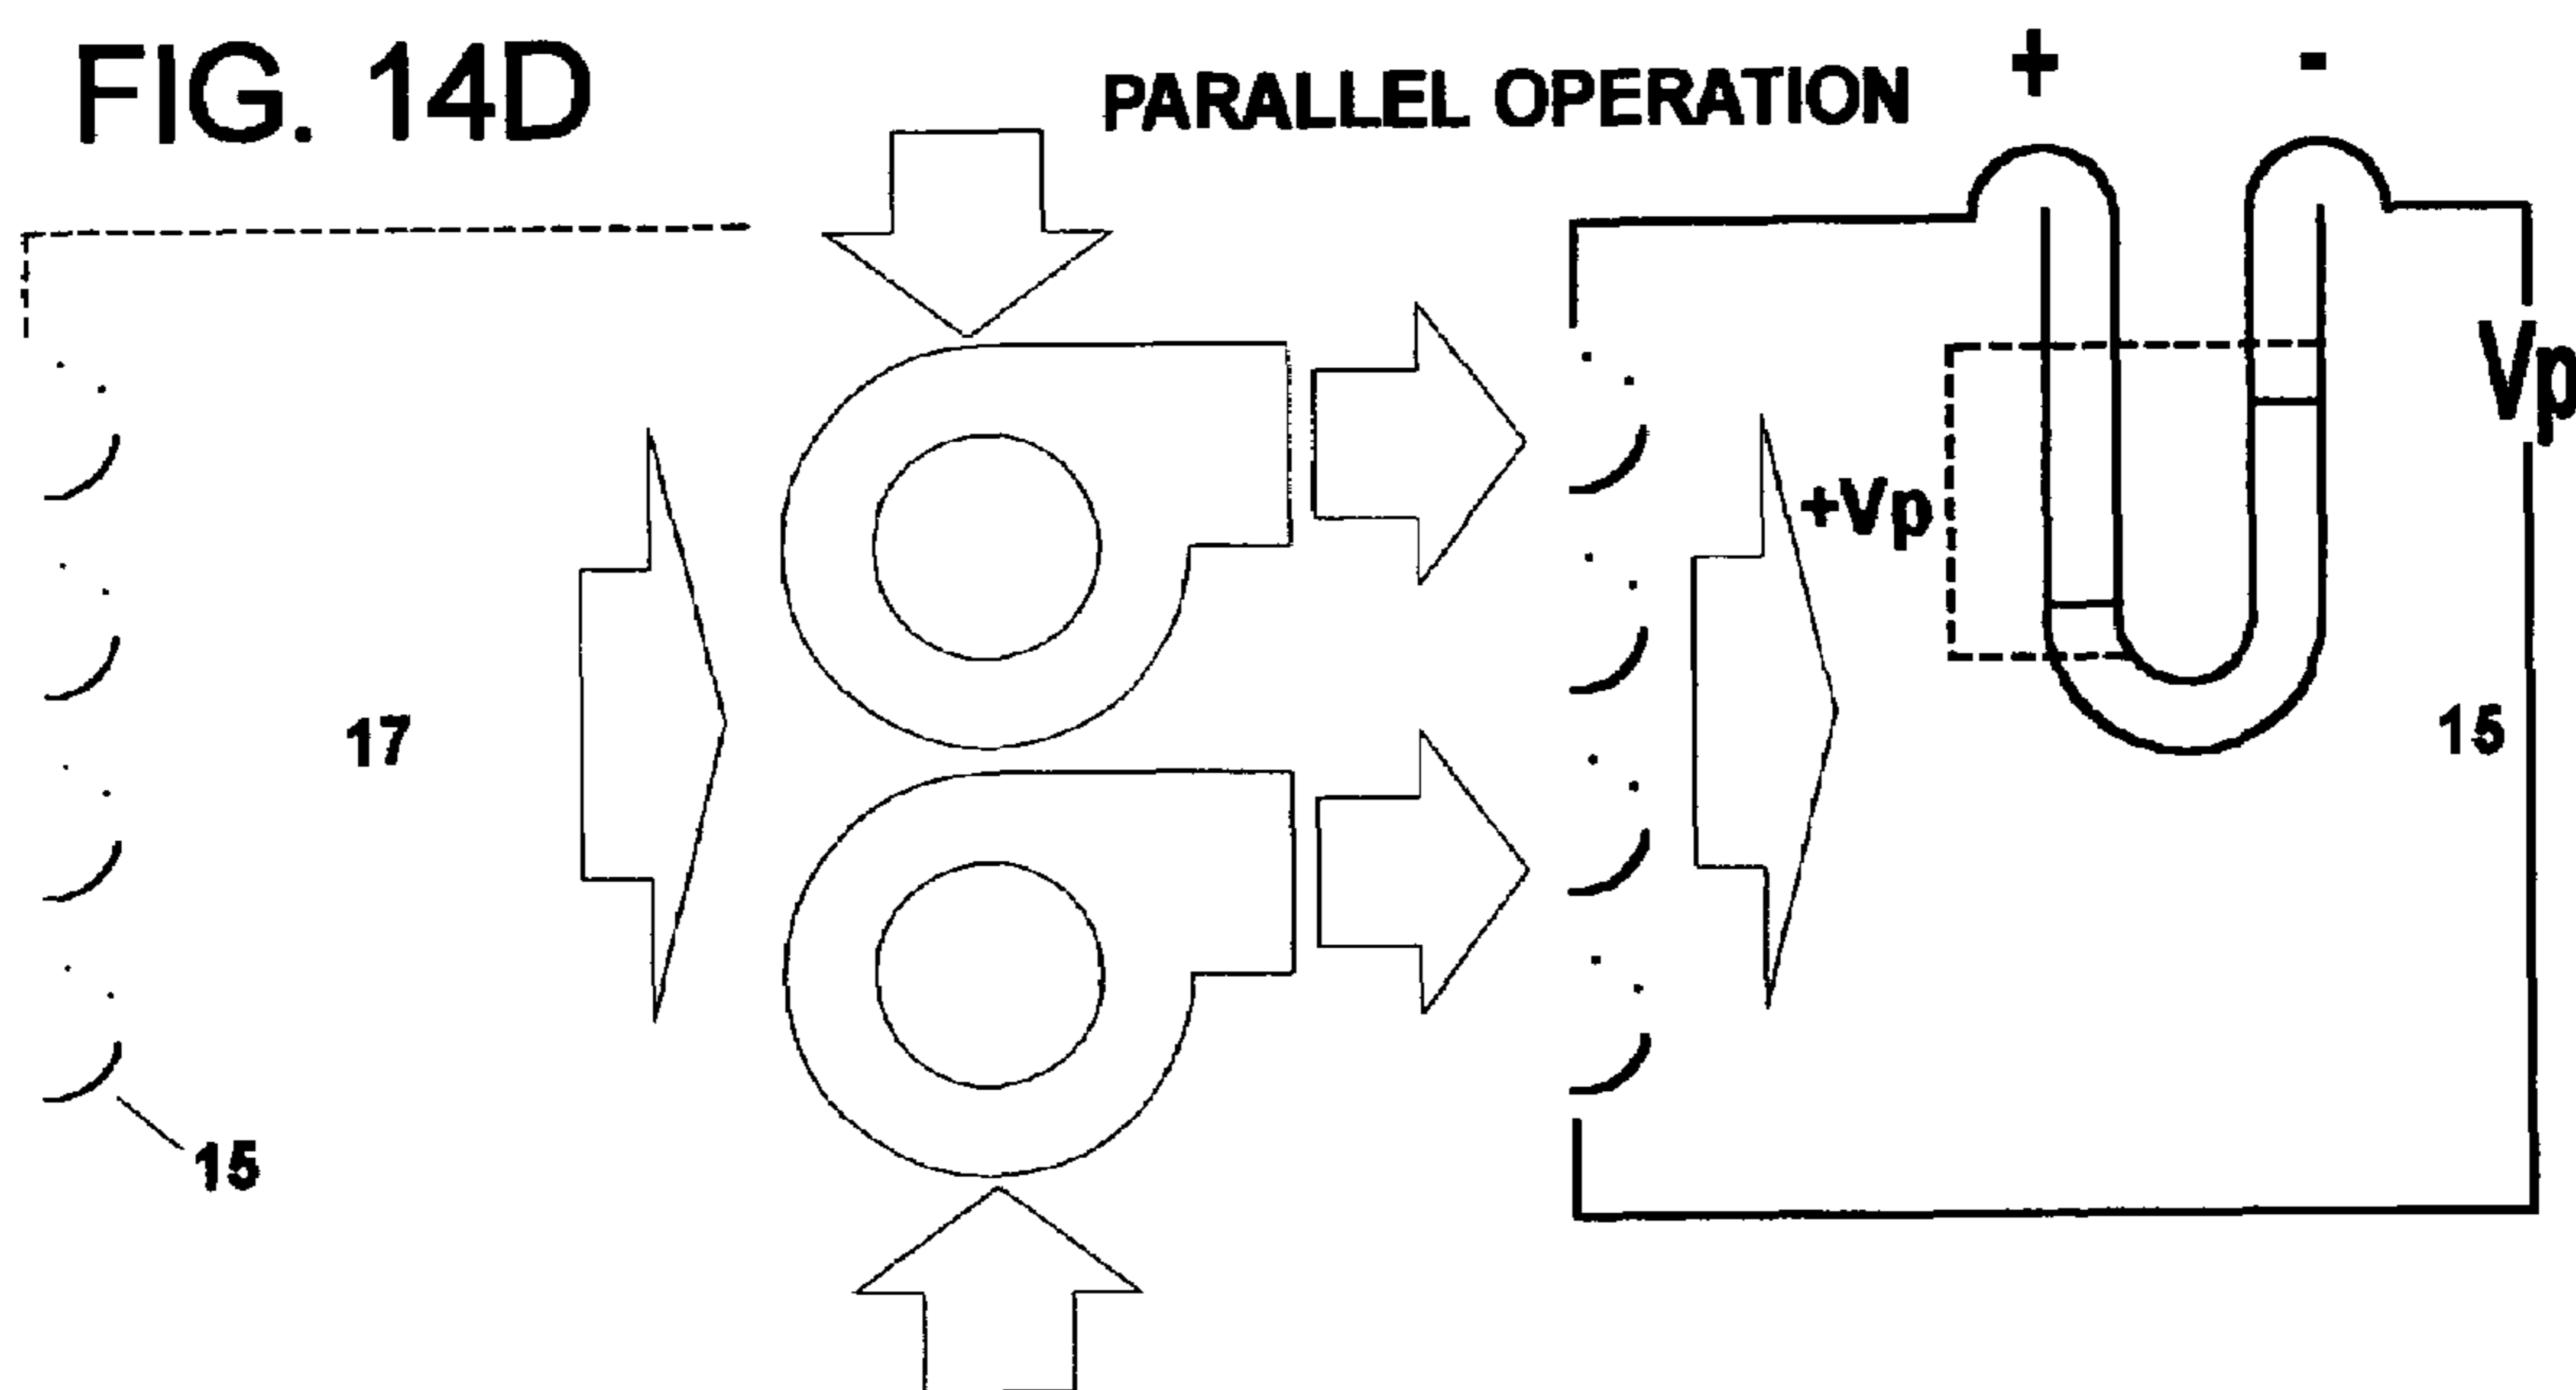 FIG. 14D
PARALLEL OPERATION
+ -
Vp
+Vp
17
15
15